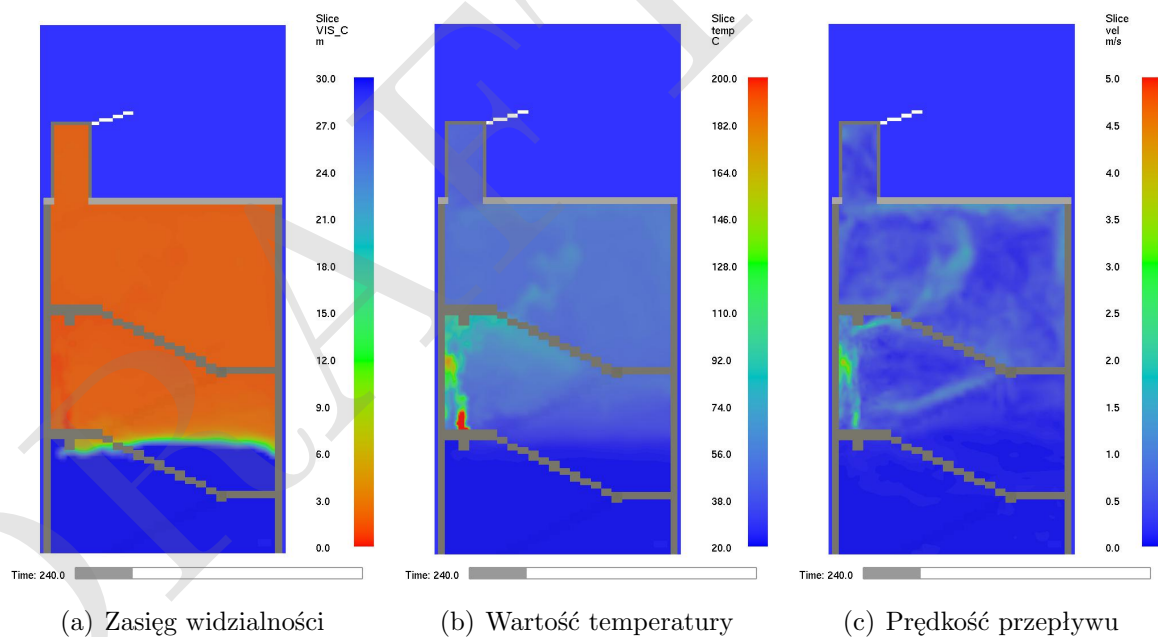 Slice
VIS_C
m
30.0
27.0
24.0
21.0
18.0
15.0
12.0
9.0
6.0
3.0
0.0
Time: 240.0
Slice
temp
C
200.0
182.0
164.0
146.0
128.0
110.0
92.0
74.0
56.0
38.0
20.0
Time: 240.0
Slice
vel
m/s
5.0
4.5
4.0
3.5
3.0
2.5
2.0
1.5
1.0
0.5
0.0
Time: 240.0
(a) Zasięg widzialności
(b) Wartość temperatury
(c) Prędkość przepływu
DRAFT